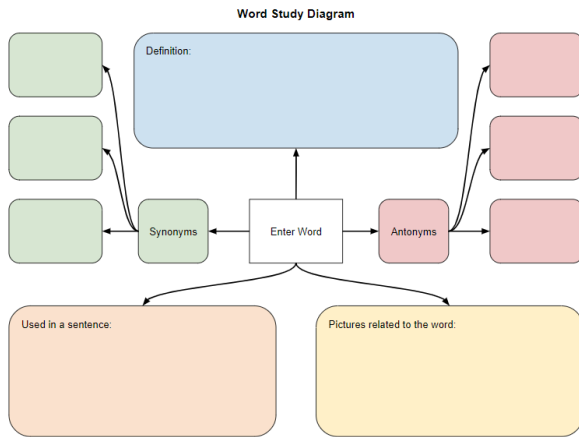 Word Study Diagram
Definition:
Synonyms
Enter Word
Antonyms
Used in a sentence:
Pictures related to the word: